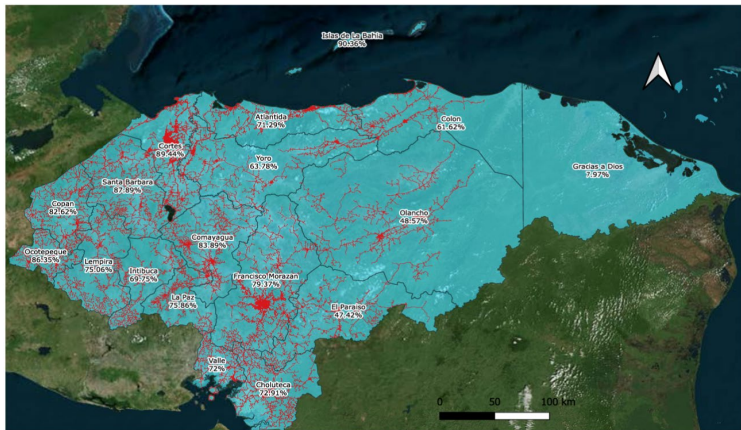 Islas de La Bahia
90.36%
Atlantida
71.29%
Colon
61.62%
Cortes
89.44%
Yoro
63.78%
Gracias a Dios
7.97%
Santa Barbara
87.89%
Copan
82.62%
Olancho
48.57%
Comayagua
83.89%
Ocotepeque
86.35%
Lempira
75.06%
Intibuca
69.75%
Francisco Morazan
79.37%
La Paz
75.86%
El Paraiso
47.42%
Valle
72%
Choluteca
72.91%
0 50 100 km